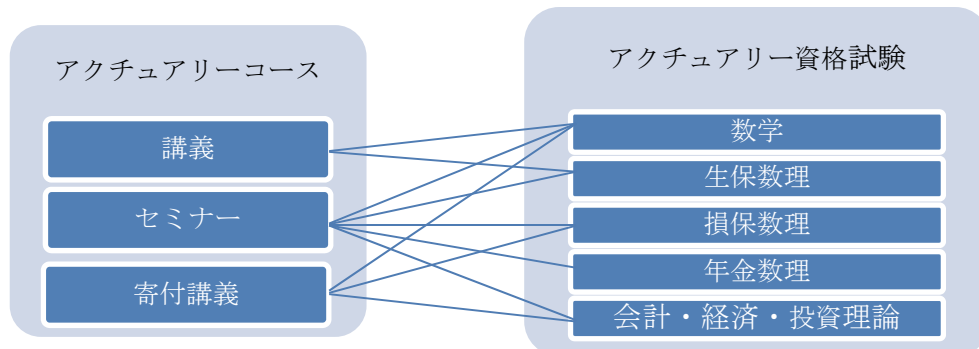 アクチュアリーコース
講義
セミナー
寄付講義
アクチュアリー資格試験
数学
生保数理
損保数理
年金数理
会計・経済・投資理論